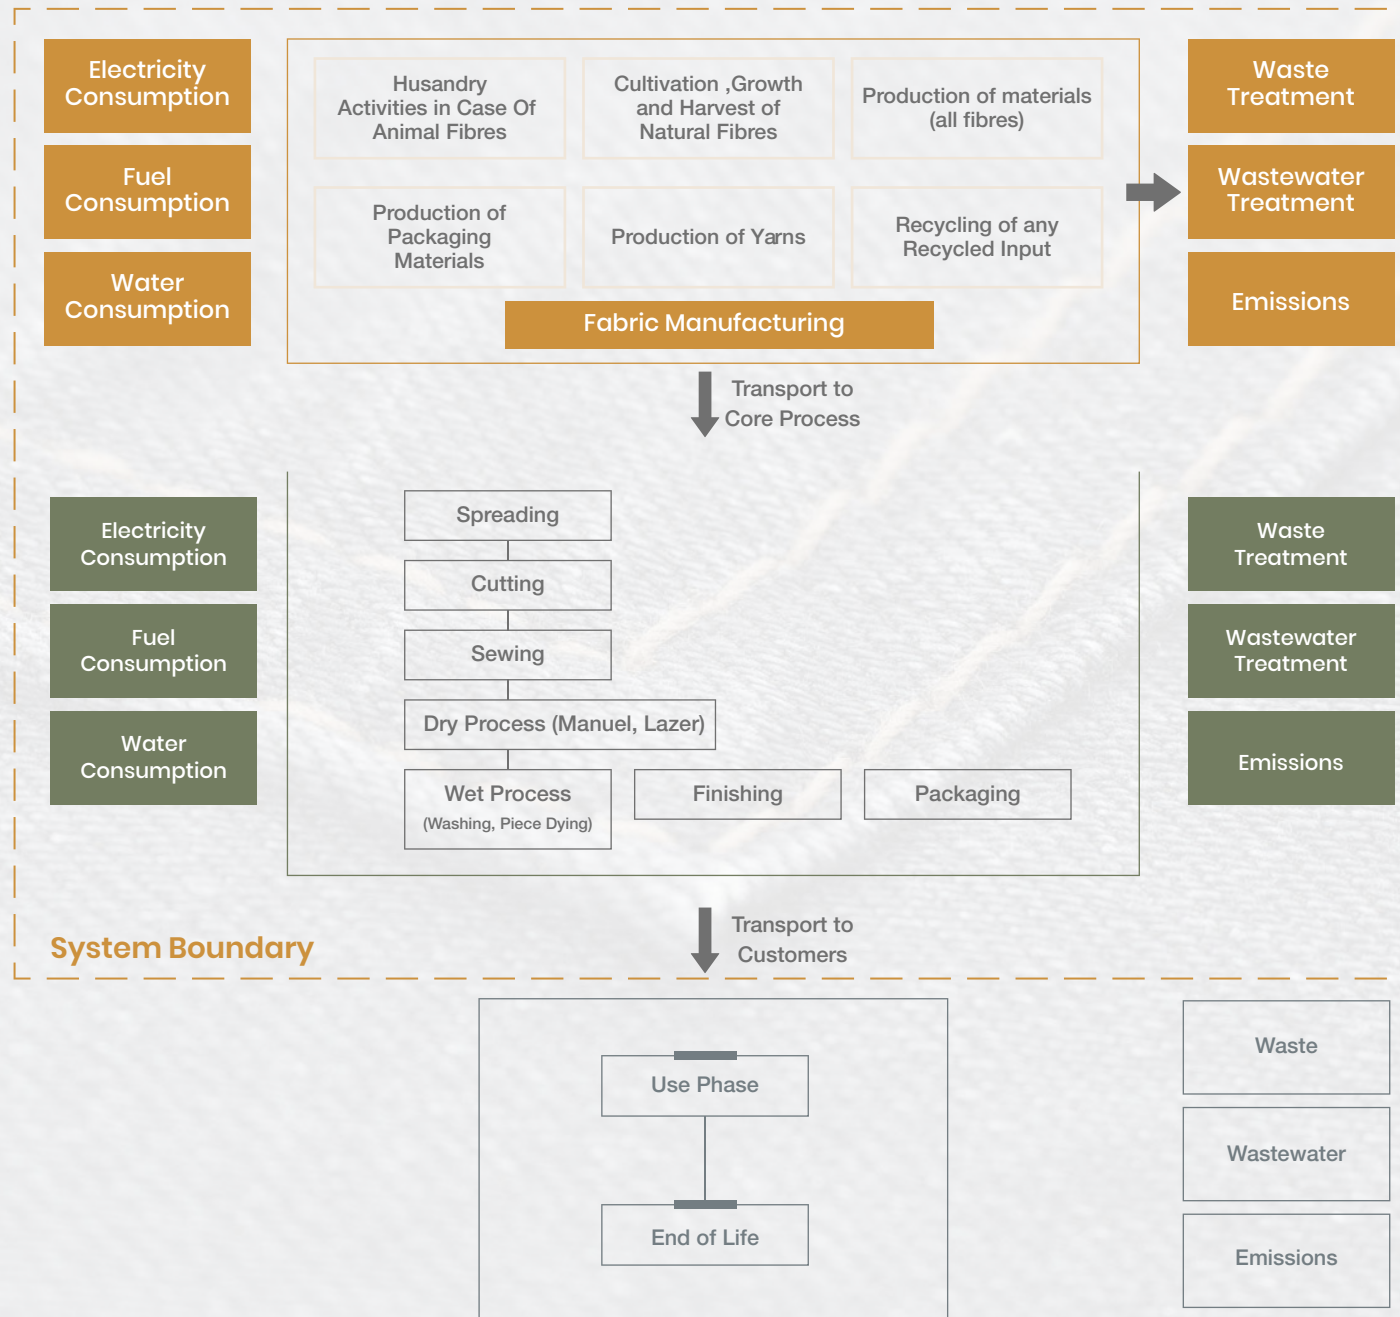 Electricity
Consumption
Fuel
Consumption
Water
Consumption
Husandry
Activities in Case Of
Animal Fibres
Cultivation ,Growth
and Harvest of
Natural Fibres
Production of materials
(all fibres)
Production of
Packaging
Materials
Production of Yarns
Recycling of any
Recycled Input
Fabric Manufacturing
Waste
Treatment
Wastewater
Treatment
Emissions
Transport to
Core Process
Electricity
Consumption
Fuel
Consumption
Water
Consumption
Spreading
Cutting
Sewing
Dry Process (Manuel, Lazer)
Wet Process
(Washing, Piece Dying)
Finishing
Packaging
Waste
Treatment
Wastewater
Treatment
Emissions
Transport to
Customers
System Boundary
Use Phase
End of Life
Waste
Wastewater
Emissions